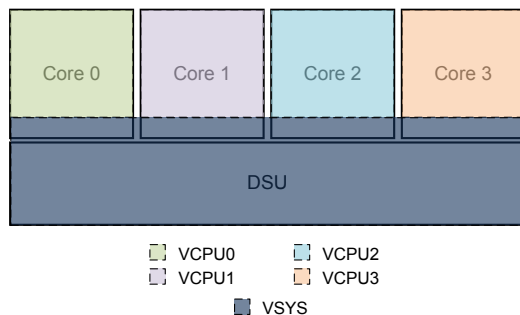 Core 0 Core 1 Core 2 Core 3
DSU
VCPU0 VCPU2
VCPU1 VCPU3
VSYS